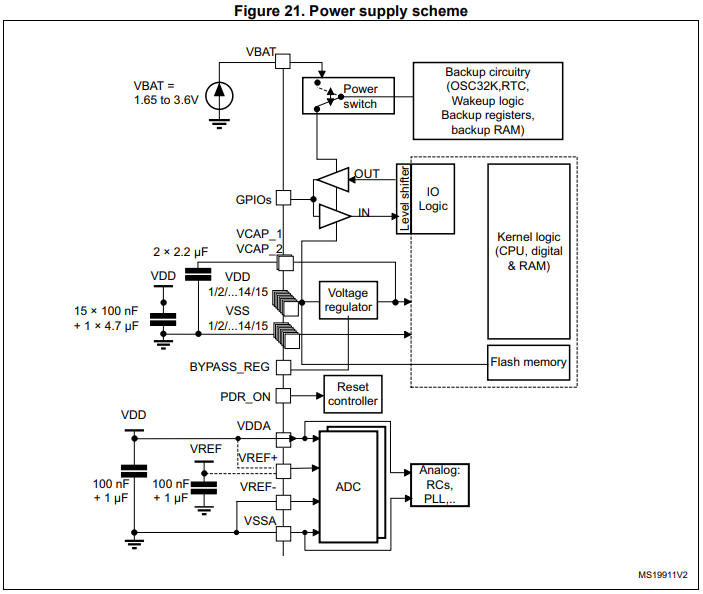 Figure 21. Power supply scheme
VBAT
VBAT =
1.65 to 3.6V
Power
switch
Backup circuitry
(OSC32K,RTC,
Wakeup logic
Backup registers,
backup RAM)
OUT
GPIOs
IN
Level shifter
IO
Logic
Kernel logic
(CPU, digital
& RAM)
VCAP_1
VCAP_2
2 × 2.2 μF
VDD
VDD
1/2/...14/15
15 × 100 nF
+ 1 × 4.7 μF
VSS
1/2/...14/15
Voltage
regulator
Flash memory
BYPASS_REG
PDR_ON
Reset
controller
VDD
VDDA
VREF
VREF+
100 nF
+ 1 μF
100 nF
+ 1 μF
VREF-
ADC
Analog:
RCs,
PLL,..
VSSA
MS19911V2